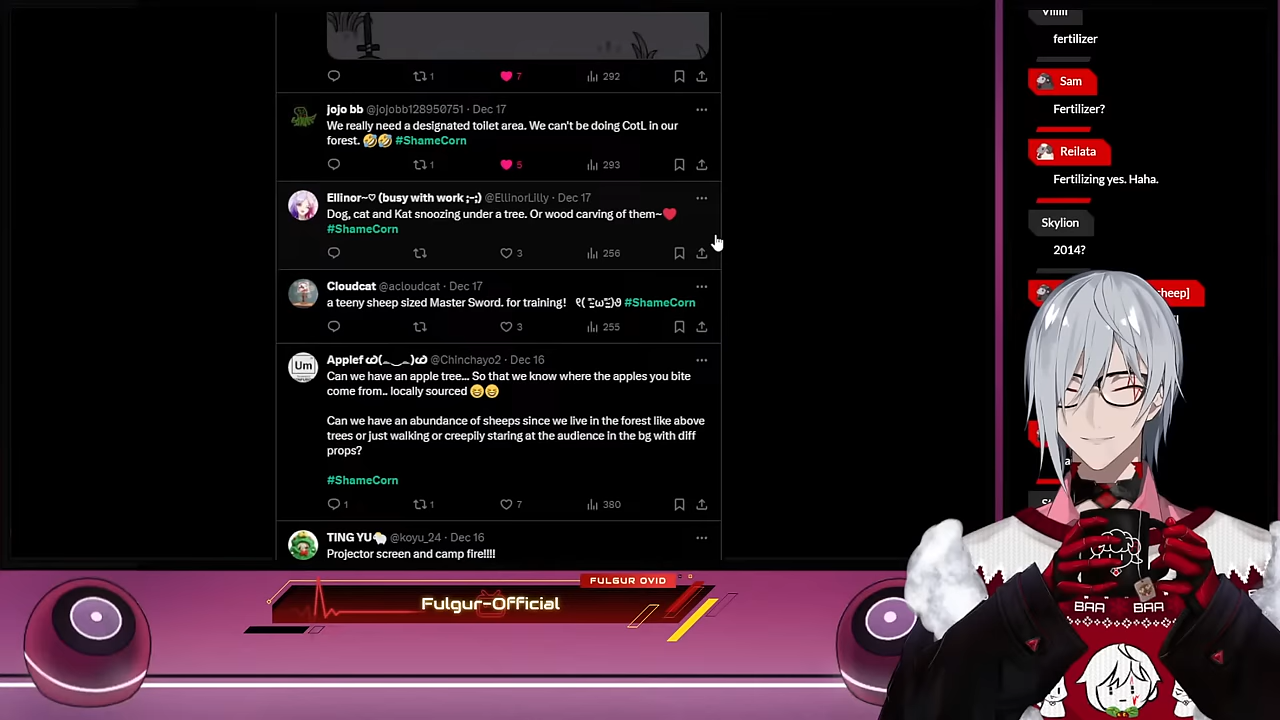 1
7
292
jojo bb @jojobb128950751 · Dec 17
We really need a designated toilet area. We can't be doing CotL in our
forest. 🤣🤣 #ShameCorn
1
5
293
Ellinor~♡ (busy with work ;-;) @EllinorLilly · Dec 17
Dog, cat and Kat snoozing under a tree. Or wood carving of them~❤️
#ShameCorn
3
256
Cloudcat @acloudcat · Dec 17
a teeny sheep sized Master Sword. for training! #ShameCorn
3
255
Um
Applef @Chinchayo2 · Dec 16
Can we have an apple tree... So that we know where the apples you bite
come from.. locally sourced 😄😄
Can we have an abundance of sheeps since we live in the forest like above
trees or just walking or creepily staring at the audience in the bg with diff
props?
#ShameCorn
1
1
7
380
TING YU🐑 @koyu_24 · Dec 16
Projector screen and camp fire!!!!
fertilizer
Sam
Fertilizer?
Reilata
Fertilizing yes. Haha.
Skylion
2014?
sheep]
FULGUR OVID
Fulgur-Official
BAA BAA